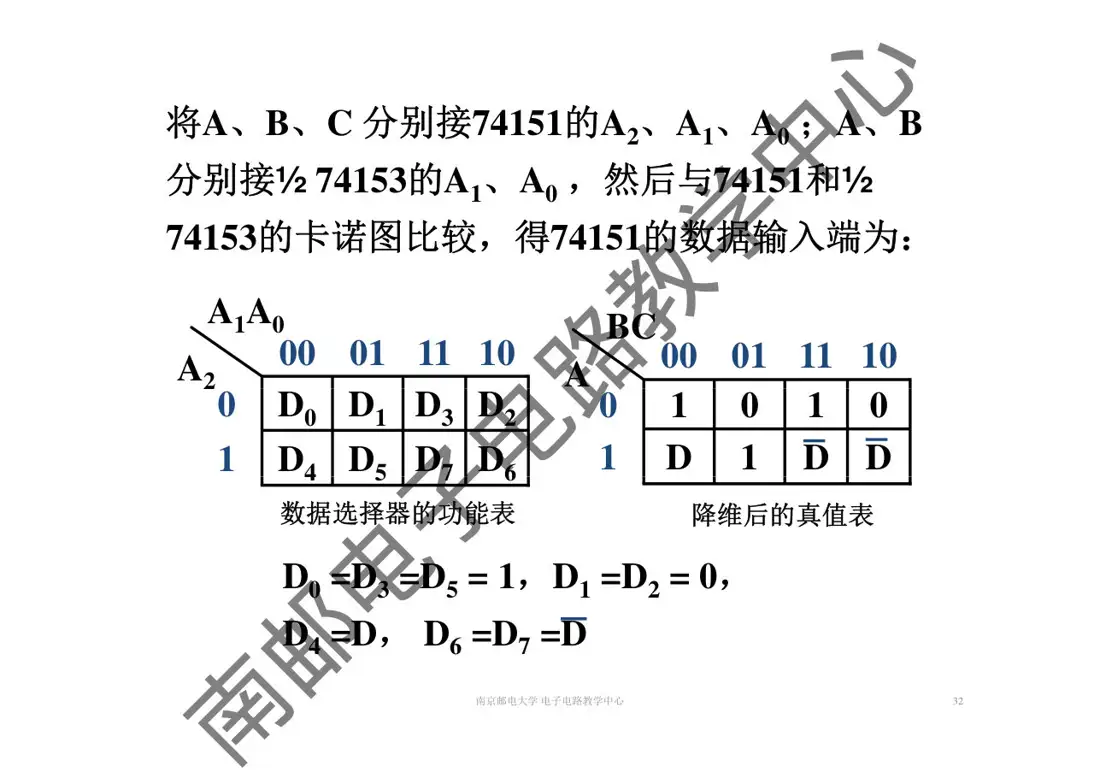 将A、B、C 分别接74151的A₂、A₁、A₀；A、B
分别接½ 74153的A₁、A₀，然后与74151和½
74153的卡诺图比较，得74151的数据输入端为：
A₁A₀
A₂
00 01 11 10
0 D₀ D₁ D₃ D₂
1 D₄ D₅ D₇ D₆
数据选择器的功能表
BC
A
00 01 11 10
0 1 0 1 0
1 D 1 D̅ D̅
降维后的真值表
D₀ =D₃ =D₅ = 1，D₁ =D₂ = 0，
D₄ =D， D₆ =D₇ =D̅
南邮电子电路教学中心
南京邮电大学 电子电路教学中心
32